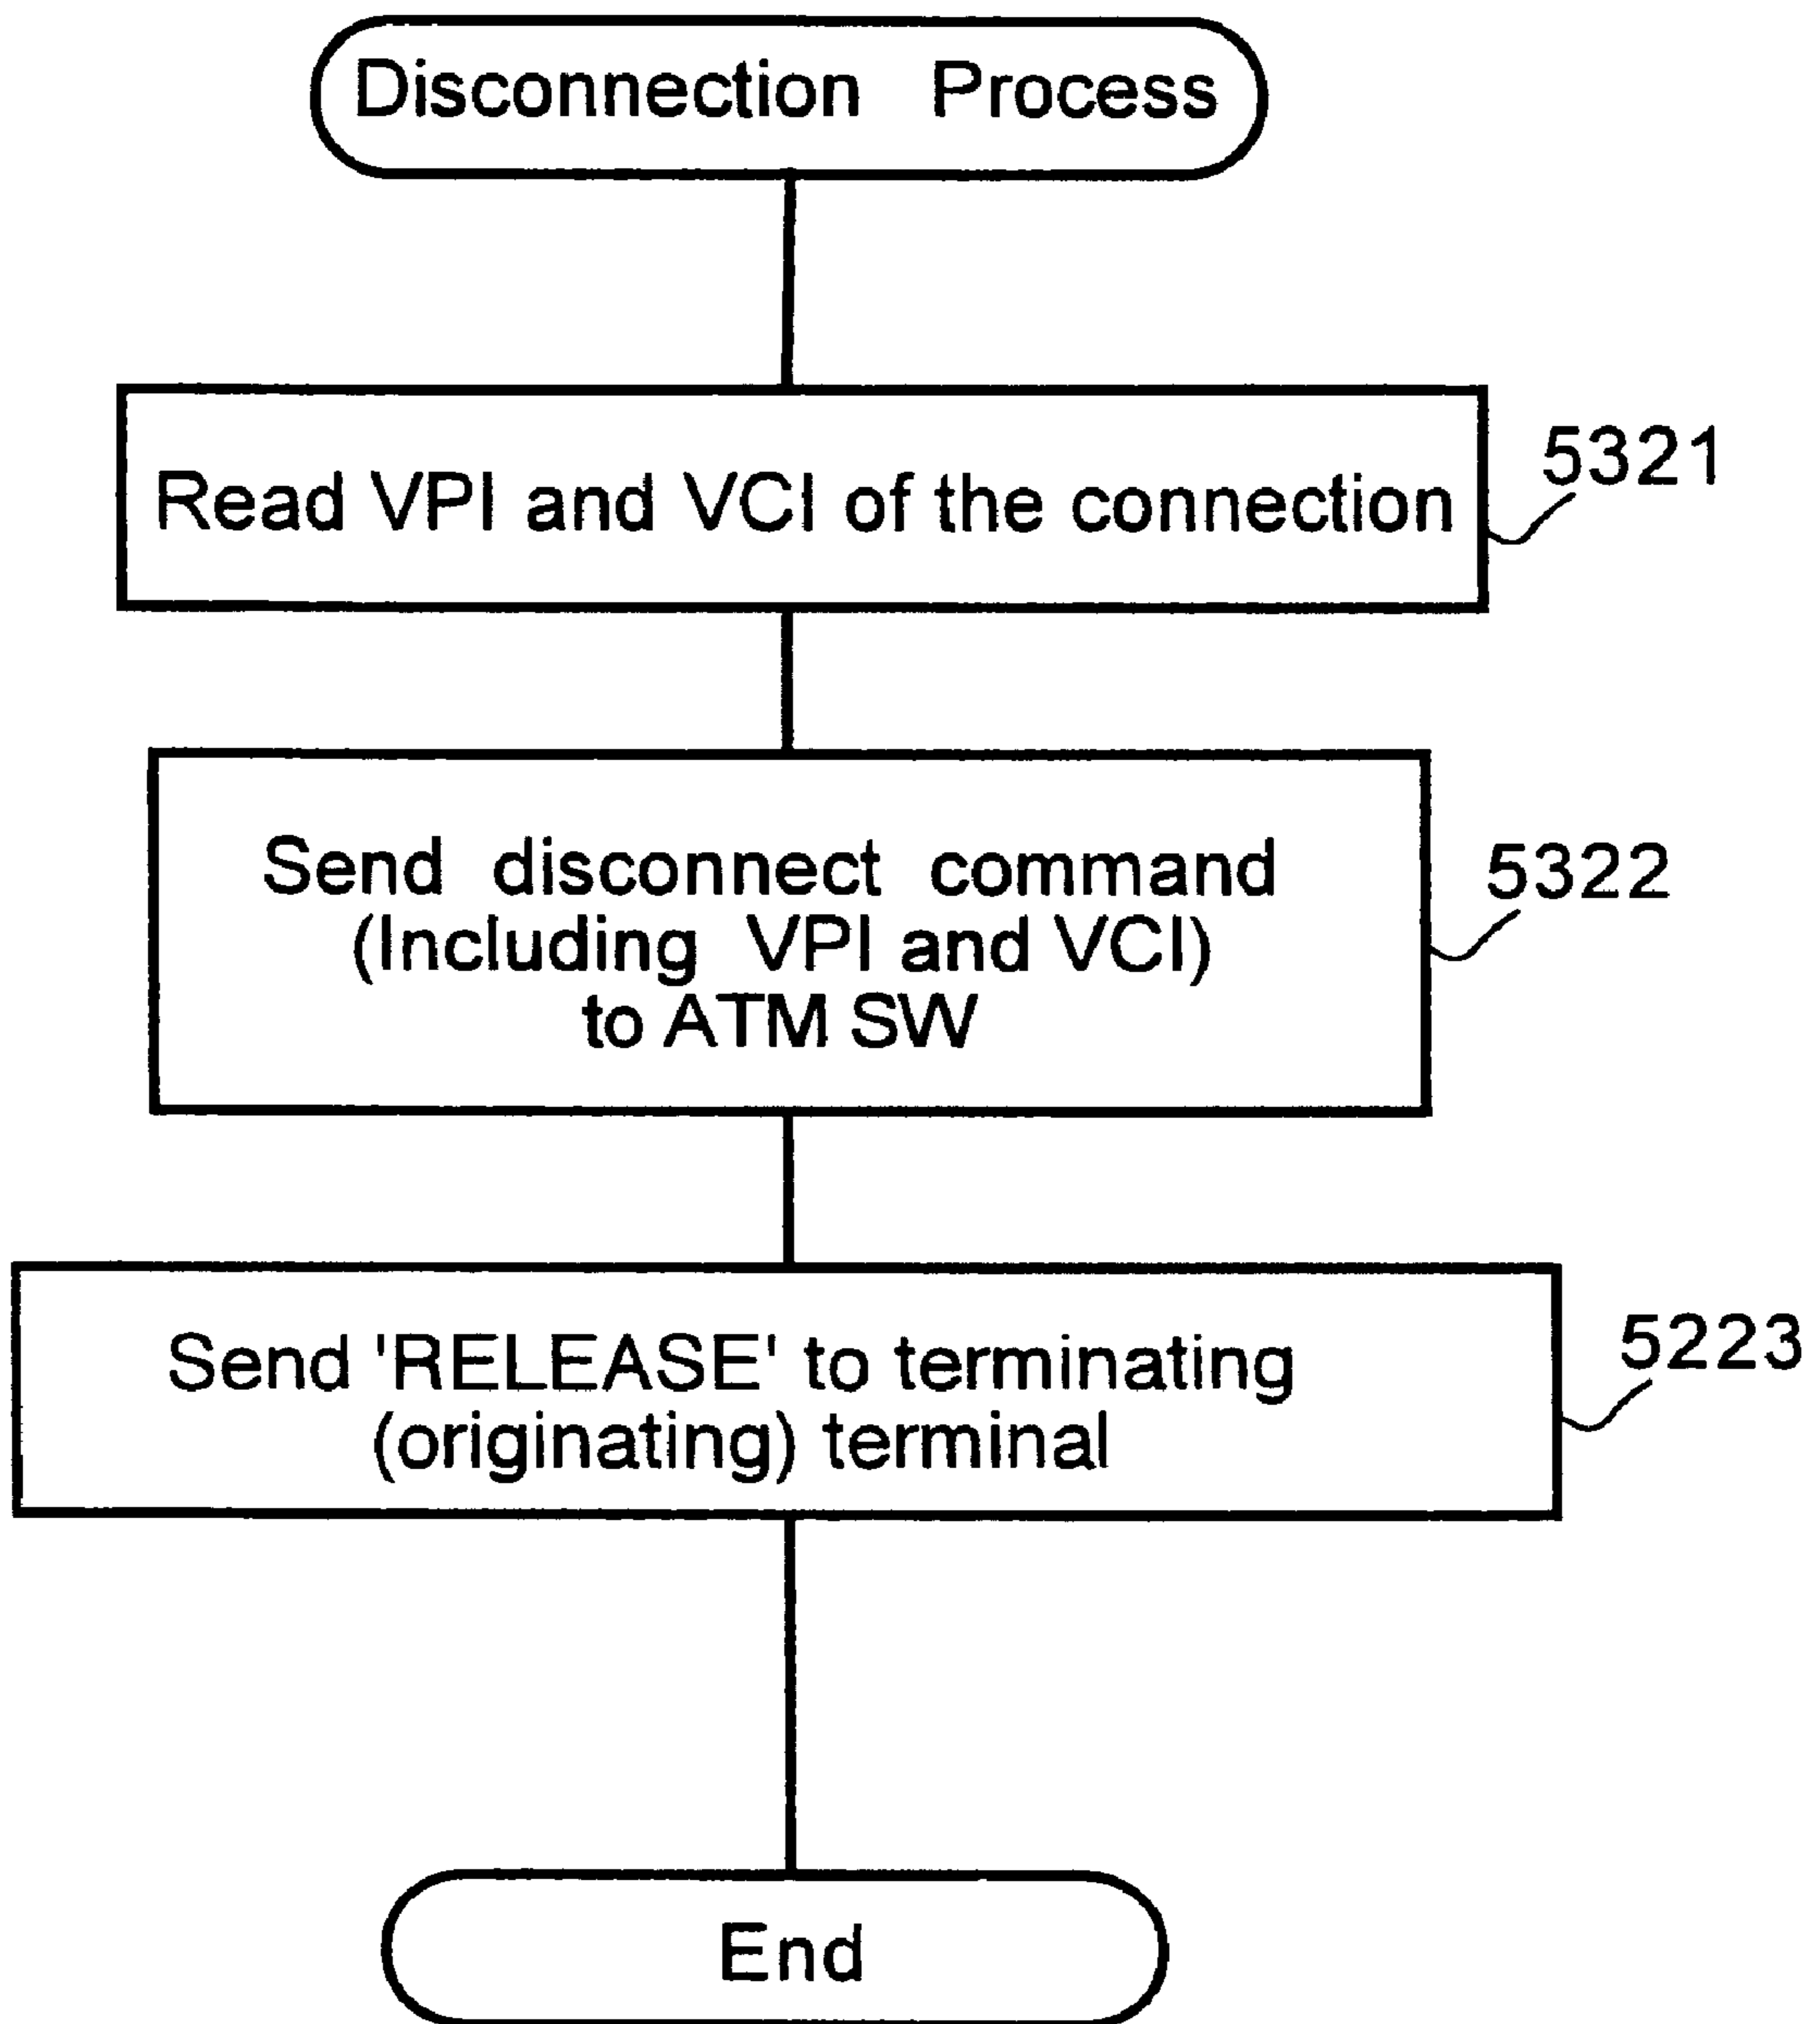 Disconnection Process
Read VPI and VCI of the connection
5321
Send disconnect command
(Including VPI and VCI)
to ATM SW
5322
Send 'RELEASE' to terminating
(originating) terminal
5223
End